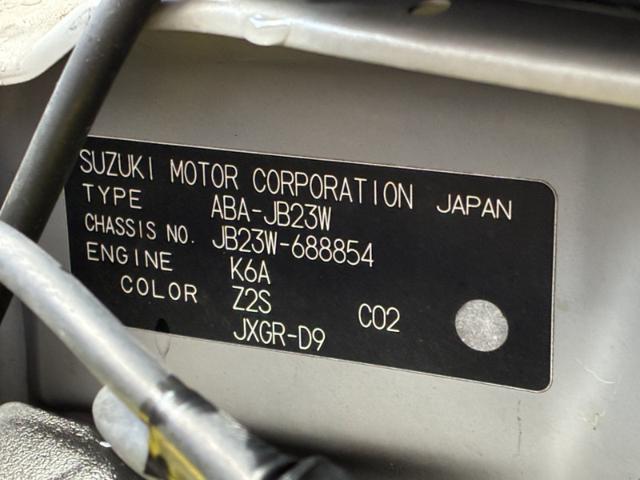 SUZUKI MOTOR CORPORATION JAPAN
TYPE ABA-JB23W
CHASSIS NO. JB23W-688854
ENGINE K6A
COLOR Z2S C02
JXGR-D9